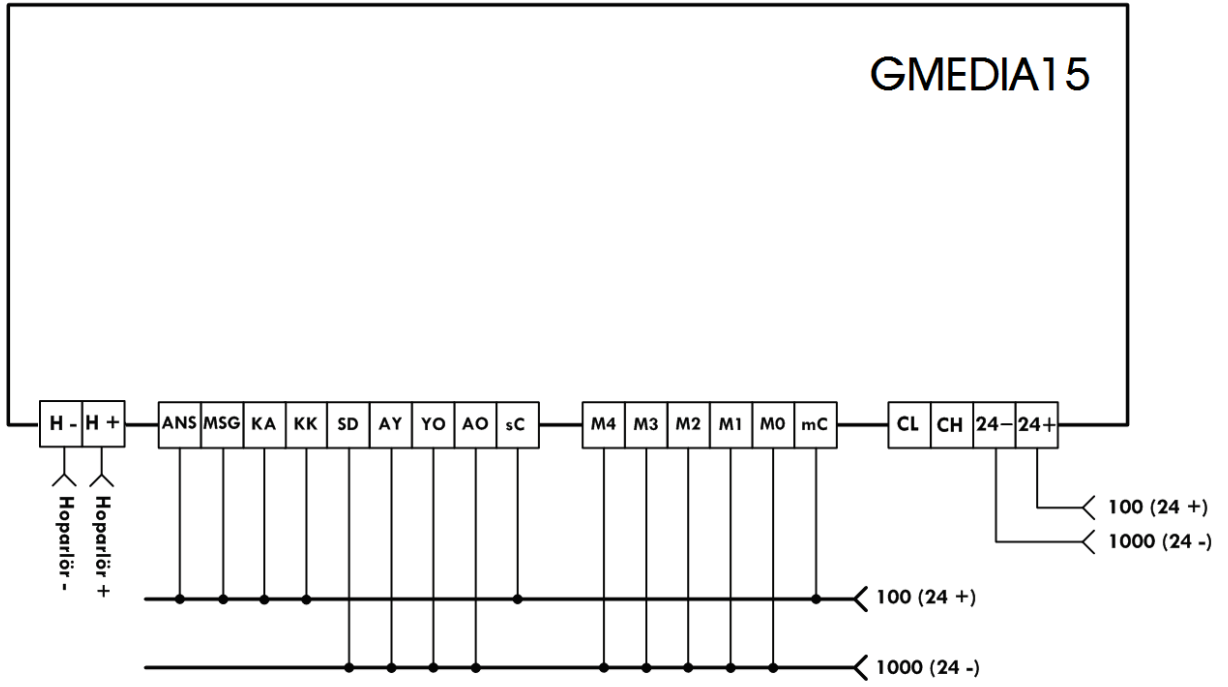 GMEDIA15
H - H +
ANS MSG KA KK SD AY YO AO sC
M4 M3 M2 M1 M0 mC
CL CH 24- 24+
Hoparlör -
Hoparlör +
100 (24 +)
1000 (24 -)
100 (24 +)
1000 (24 -)